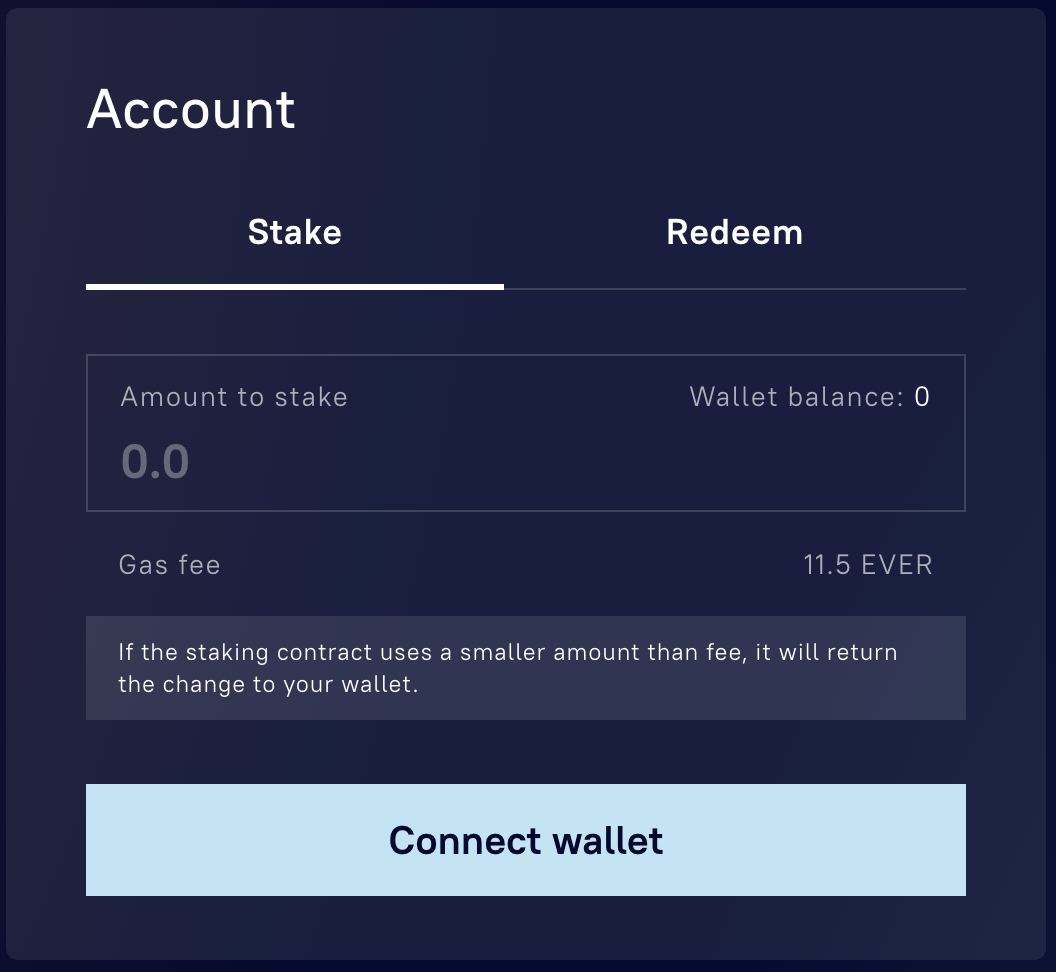 Account
Stake
Redeem
Amount to stake
Wallet balance: 0
0.0
Gas fee
11.5 EVER
If the staking contract uses a smaller amount than fee, it will return
the change to your wallet.
Connect wallet